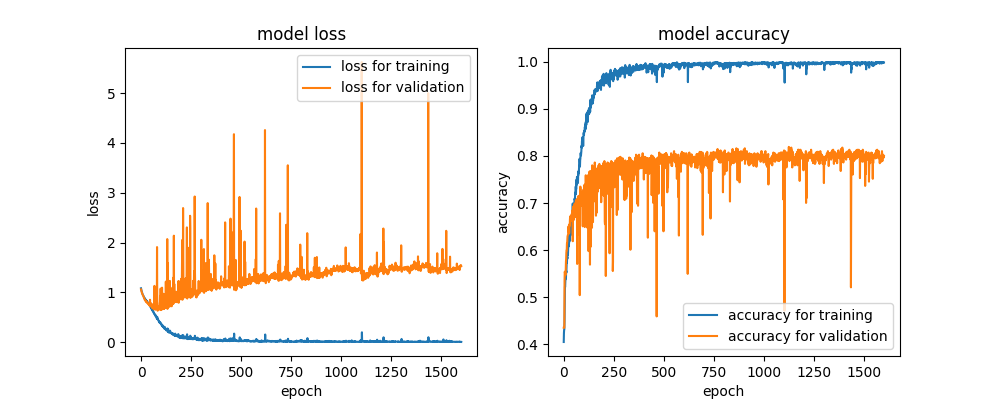 model loss
loss for training
loss for validation
5
4
3
2
1
0
loss
0 250 500 750 1000 1250 1500
epoch
model accuracy
1.0
0.9
0.8
0.7
0.6
0.5
0.4
accuracy
accuracy for training
accuracy for validation
0 250 500 750 1000 1250 1500
epoch